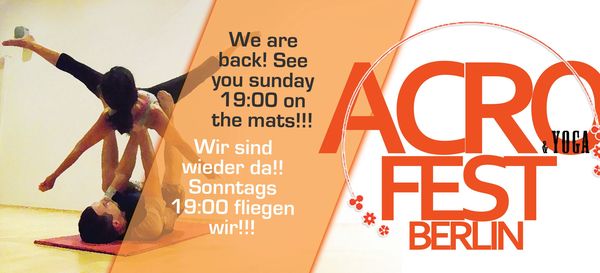 We are
back! See
you sunday
19:00 on
the mats!!!
Wir sind
wieder da!!
Sonntags
19:00 fliegen
wir!!!
ACRO
& YOGA
FEST
BERLIN